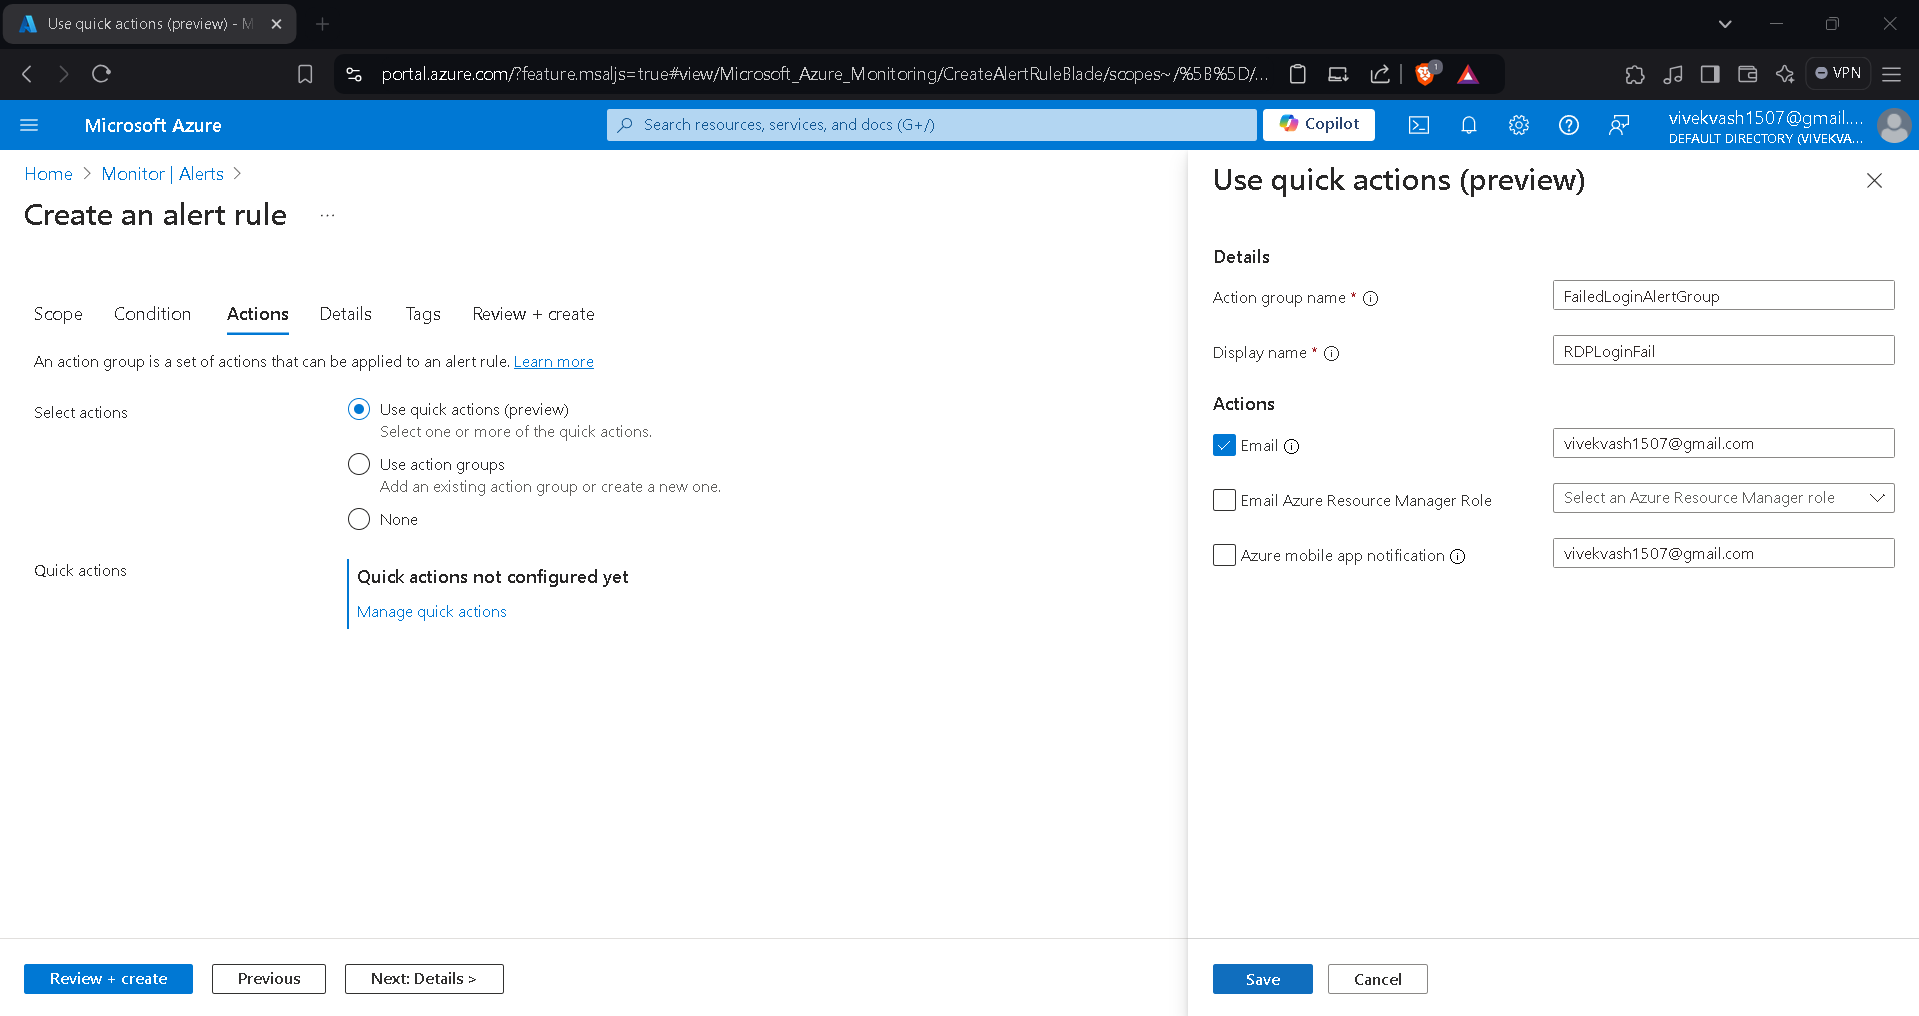 Use quick actions (preview) - M
portal.azure.com/?feature.msaljs=true#view/Microsoft_Azure_Monitoring/CreateAlertRuleBlade/scopes~/%5B%5D/...
1
VPN
Microsoft Azure
Search resources, services, and docs (G+/)
Copilot
vivekvash1507@gmail....
DEFAULT DIRECTORY (VIVEKVA...
Home > Monitor | Alerts >
Create an alert rule
...
Scope
Condition
Actions
Details
Tags
Review + create
An action group is a set of actions that can be applied to an alert rule. Learn more
Select actions
Use quick actions (preview)
Select one or more of the quick actions.
Use action groups
Add an existing action group or create a new one.
None
Quick actions
Quick actions not configured yet
Manage quick actions
Review + create
Previous
Next: Details >
Use quick actions (preview)
Details
Action group name *
FailedLoginAlertGroup
Display name *
RDPLoginFail
Actions
Email
vivekvash1507@gmail.com
Email Azure Resource Manager Role
Select an Azure Resource Manager role
Azure mobile app notification
vivekvash1507@gmail.com
Save
Cancel